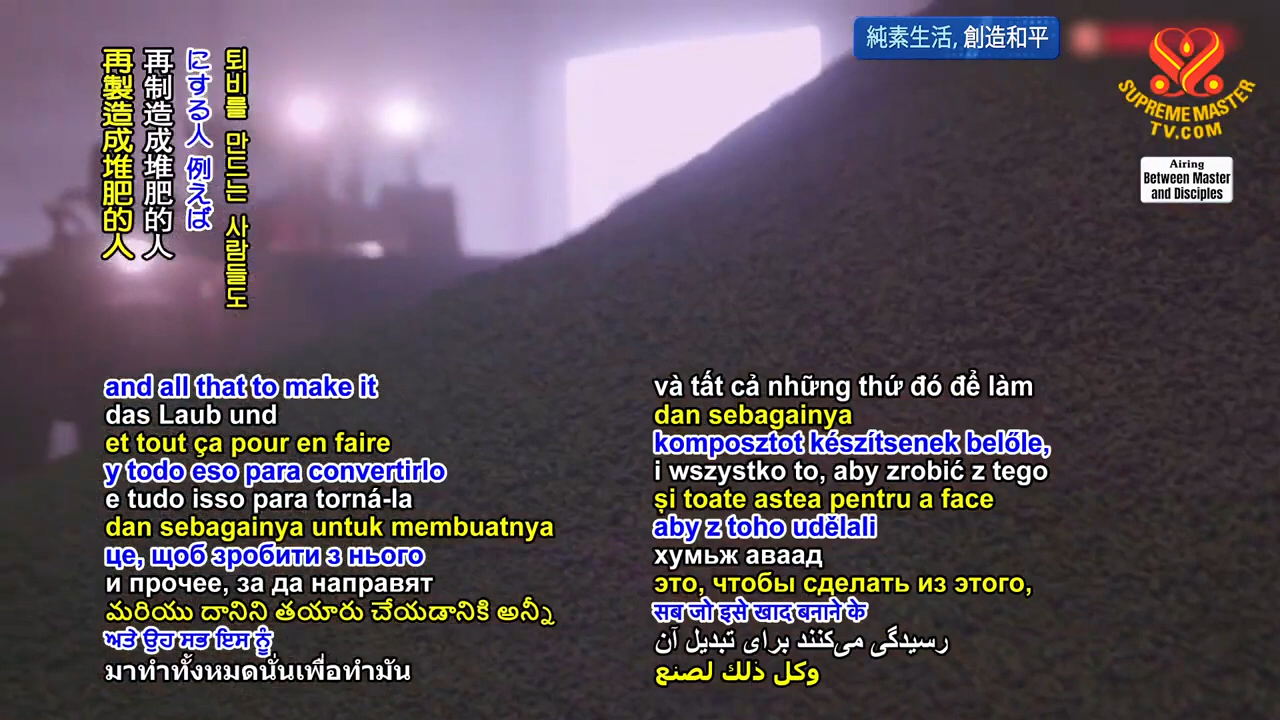 純素生活, 創造和平
SUPREME MASTER
TV.COM
Airing
Between Master
and Disciples
퇴비를 만드는 사람들도
にする人 例えば
再制造成堆肥的人
再製造成堆肥的人
and all that to make it
das Laub und
et tout ça pour en faire
y todo eso para convertirlo
e tudo isso para torná-la
dan sebagainya untuk membuatnya
це, щоб зробити з нього
и прочее, за да направят
మరియు దానిని తయారు చేయడానికి అన్నీ
ਅਤੇ ਉਹ ਸਭ ਇਸ ਨੂੰ
มาทำทั้งหมดนั่นเพื่อทำมัน
và tất cả những thứ đó để làm
dan sebagainya
komposztot készítsenek belőle,
i wszystko to, aby zrobić z tego
și toate astea pentru a face
aby z toho udělali
хумьж аваад
это, чтобы сделать из этого,
सब जो इसे खाद बनाने के
رسیدگی می‌کنند برای تبدیل آن
وكل ذلك لصنع